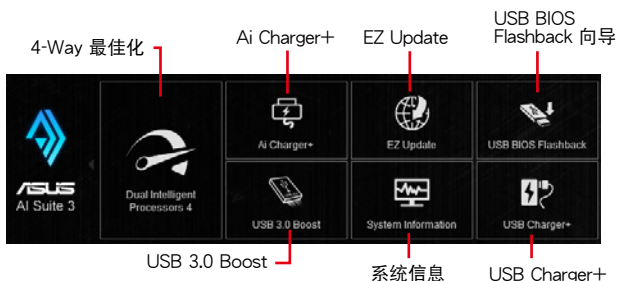 USB BIOS
Flashback 向导
4-Way 最佳化
Ai Charger+
EZ Update
Ai Charger+
EZ Update
USB BIOS Flashback
ASUS
AI Suite 3
Dual Intelligent
Processors 4
USB 3.0 Boost
System Information
USB Charger+
USB 3.0 Boost
系统信息
USB Charger+